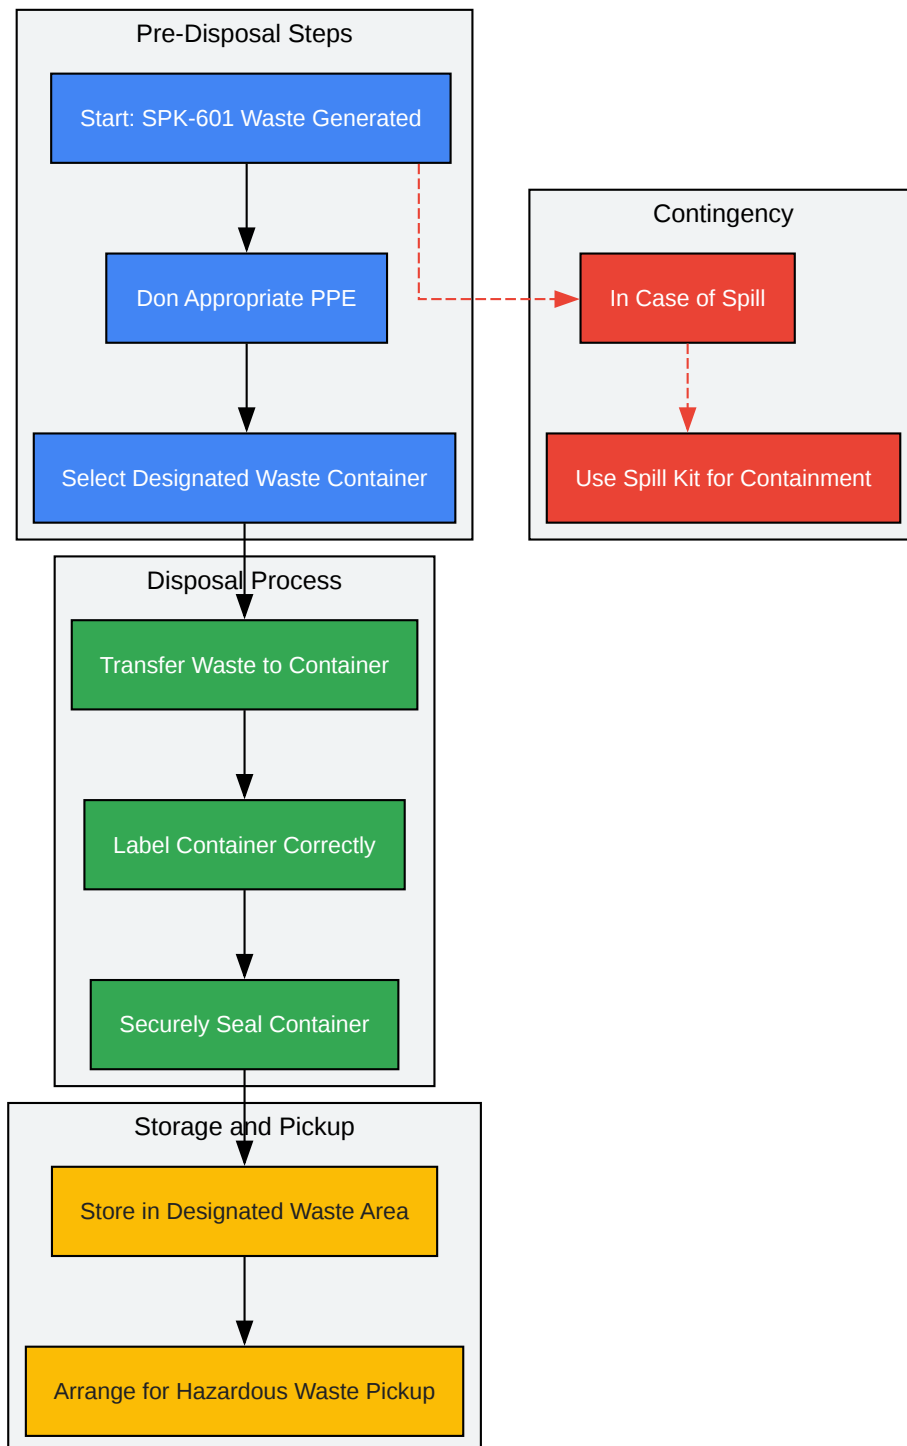 Pre-Disposal Steps
Start: SPK-601 Waste Generated
Don Appropriate PPE
Select Designated Waste Container
Contingency
In Case of Spill
Use Spill Kit for Containment
Disposal Process
Transfer Waste to Container
Label Container Correctly
Securely Seal Container
Storage and Pickup
Store in Designated Waste Area
Arrange for Hazardous Waste Pickup